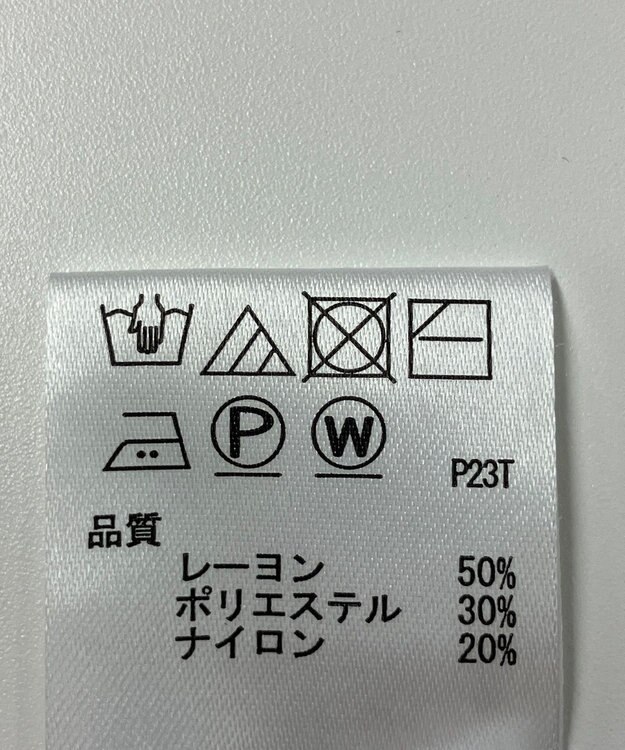 P W
P23T
品質
レーヨン 50%
ポリエステル 30%
ナイロン 20%